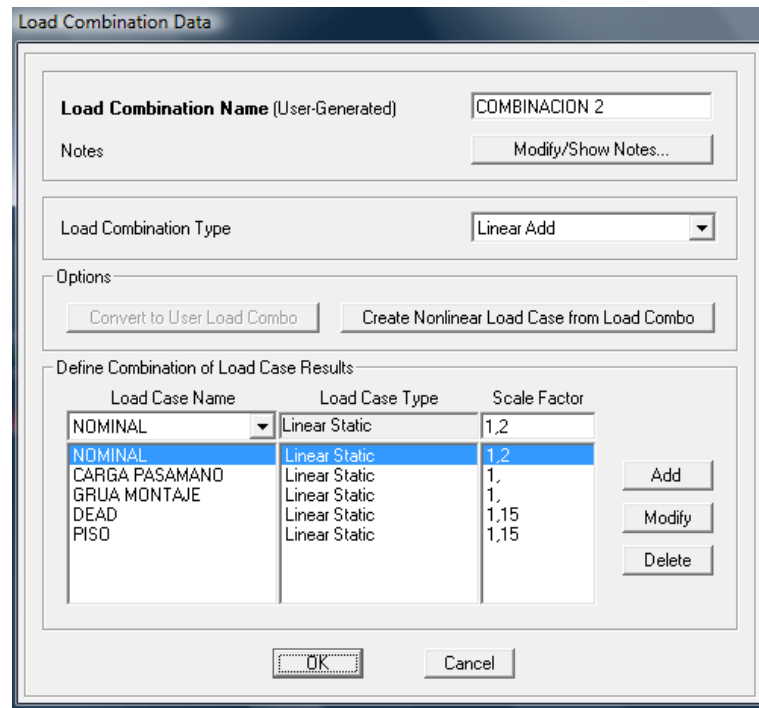 Load Combination Data
Load Combination Name (User-Generated) COMBINACION 2
Notes Modify/Show Notes...
Load Combination Type Linear Add
Options
Convert to User Load Combo Create Nonlinear Load Case from Load Combo
Define Combination of Load Case Results
Load Case Name Load Case Type Scale Factor
NOMINAL Linear Static 1,2
NOMINAL Linear Static 1,2
CARGA PASAMANO Linear Static 1,
GRUA MONTAJE Linear Static 1,
DEAD Linear Static 1,15
PISO Linear Static 1,15
Add
Modify
Delete
OK Cancel